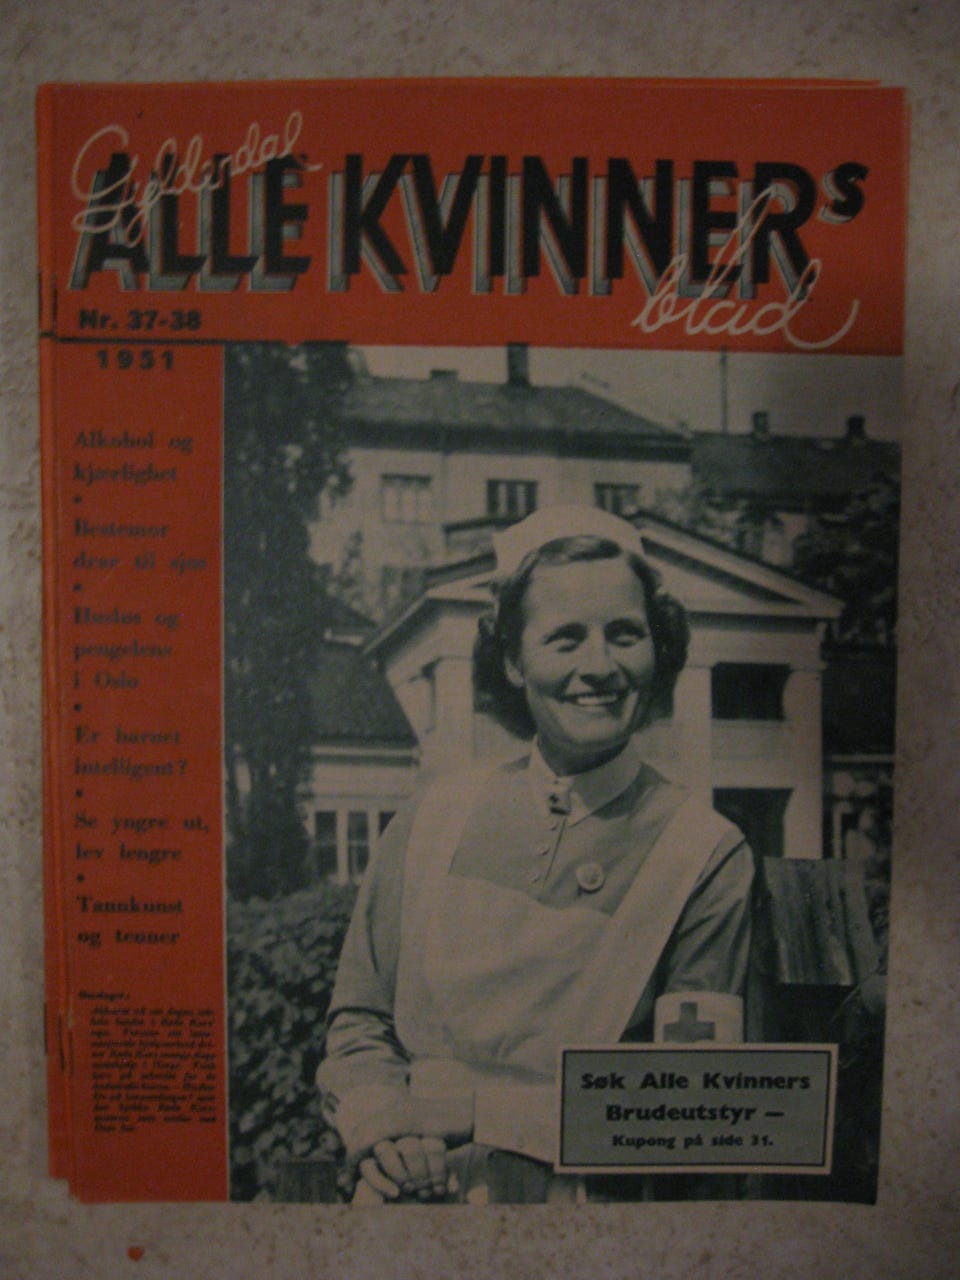 Gyldendal
ALLE KVINNERs
blad
Nr. 37-38
1951
Alkohol og
kjærlighet
•
Bestemor
drar til sjøs
•
Husløs og
pengelens
i Oslo
•
Er barnet
intelligent?
•
Se yngre ut,
lev lengre
•
Tannkunst
og tenner
Søk Alle Kvinners
Brudeutstyr —
Kupong på side 31.